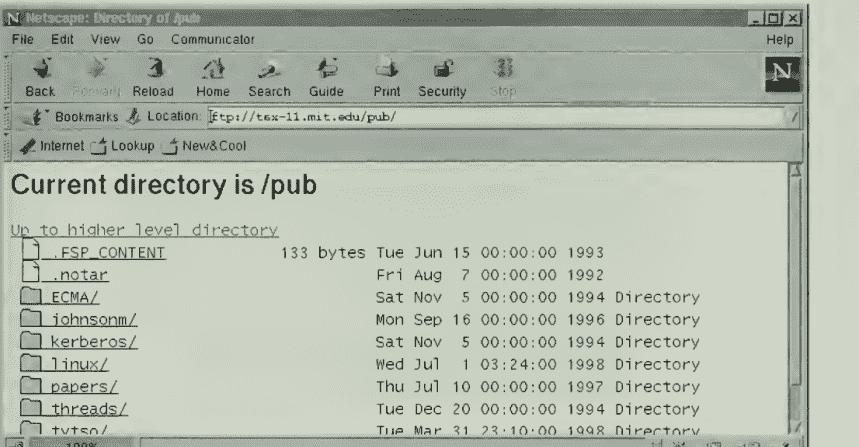 N Netscape: Directory of /pub
File Edit View Go Communicator Help
Back Forward Reload Home Search Guide Print Security Stop
N
Bookmarks Location: ftp://tsx-11.mit.edu/pub/
Internet Lookup New&Cool
Current directory is /pub
Up to higher level directory
.FSP_CONTENT 133 bytes Tue Jun 15 00:00:00 1993
.notar Fri Aug 7 00:00:00 1992
ECMA/ Sat Nov 5 00:00:00 1994 Directory
johnsonm/ Mon Sep 16 00:00:00 1996 Directory
kerberos/ Sat Nov 5 00:00:00 1994 Directory
linux/ Wed Jul 1 03:24:00 1998 Directory
papers/ Thu Jul 10 00:00:00 1997 Directory
threads/ Tue Dec 20 00:00:00 1994 Directory
tytso/ Tue Mar 31 23:10:00 1998 Directory
100%